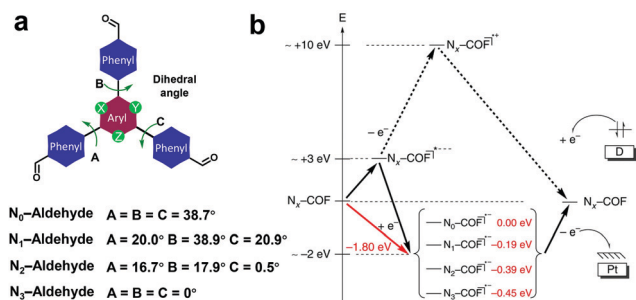 a
O
Phenyl
B
Dihedral
angle
X Y
Aryl
C
Z
Phenyl
Phenyl
A
O
O
N₀–Aldehyde A = B = C = 38.7°
N₁–Aldehyde A = 20.0° B = 38.9° C = 20.9°
N₂–Aldehyde A = 16.7° B = 17.9° C = 0.5°
N₃–Aldehyde A = B = C = 0°
b
E
~ +10 eV
Nₓ–COF
– e⁻
+ e⁻
D
~ +3 eV
Nₓ–COF
Nₓ–COF
Nₓ–COF
+ e⁻
– e⁻
–1.80 eV
~ –2 eV
N₀–COF 0.00 eV
N₁–COF –0.19 eV
N₂–COF –0.39 eV
N₃–COF –0.45 eV
Pt